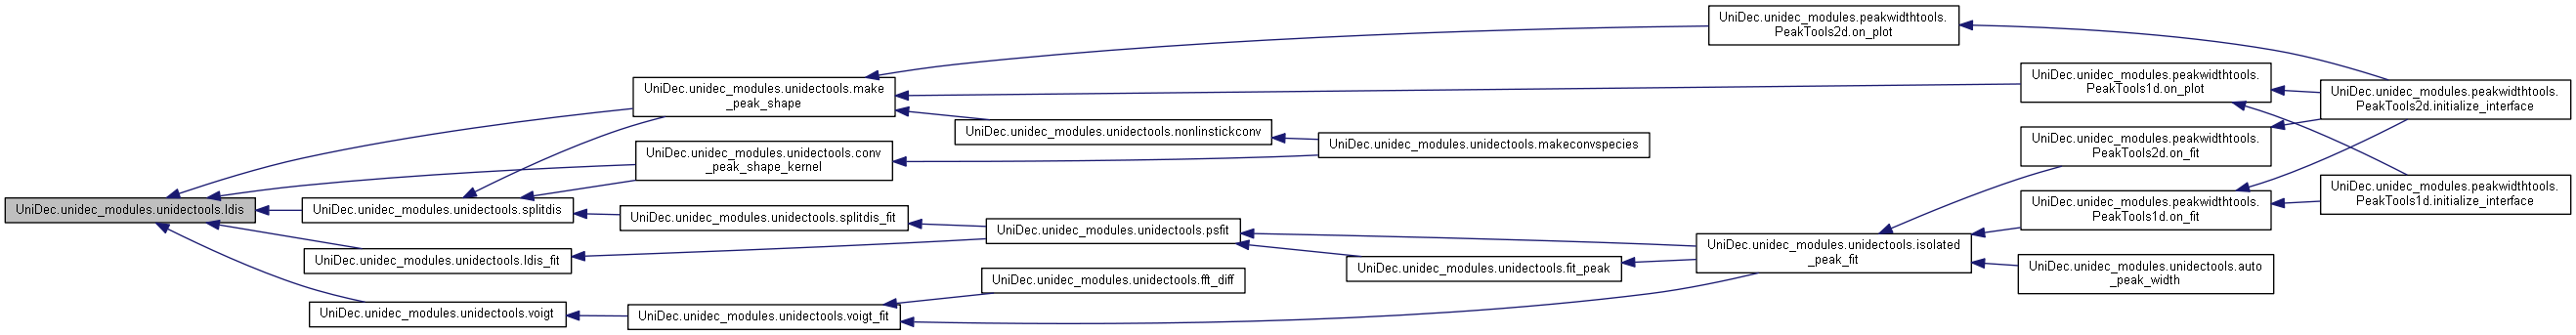 UniDec.unidec_modules.unidectools.ldis
UniDec.unidec_modules.unidectools.make
_peak_shape
UniDec.unidec_modules.unidectools.conv
_peak_shape_kernel
UniDec.unidec_modules.unidectools.splitdis
UniDec.unidec_modules.unidectools.ldis_fit
UniDec.unidec_modules.unidectools.voigt
UniDec.unidec_modules.unidectools.splitdis_fit
UniDec.unidec_modules.unidectools.voigt_fit
UniDec.unidec_modules.unidectools.nonlinstickconv
UniDec.unidec_modules.unidectools.psfit
UniDec.unidec_modules.unidectools.fft_diff
UniDec.unidec_modules.unidectools.makeconvspecies
UniDec.unidec_modules.unidectools.fit_peak
UniDec.unidec_modules.peakwidthtools.
PeakTools2d.on_plot
UniDec.unidec_modules.unidectools.isolated
_peak_fit
UniDec.unidec_modules.peakwidthtools.
PeakTools1d.on_plot
UniDec.unidec_modules.peakwidthtools.
PeakTools2d.on_fit
UniDec.unidec_modules.peakwidthtools.
PeakTools1d.on_fit
UniDec.unidec_modules.unidectools.auto
_peak_width
UniDec.unidec_modules.peakwidthtools.
PeakTools2d.initialize_interface
UniDec.unidec_modules.peakwidthtools.
PeakTools1d.initialize_interface